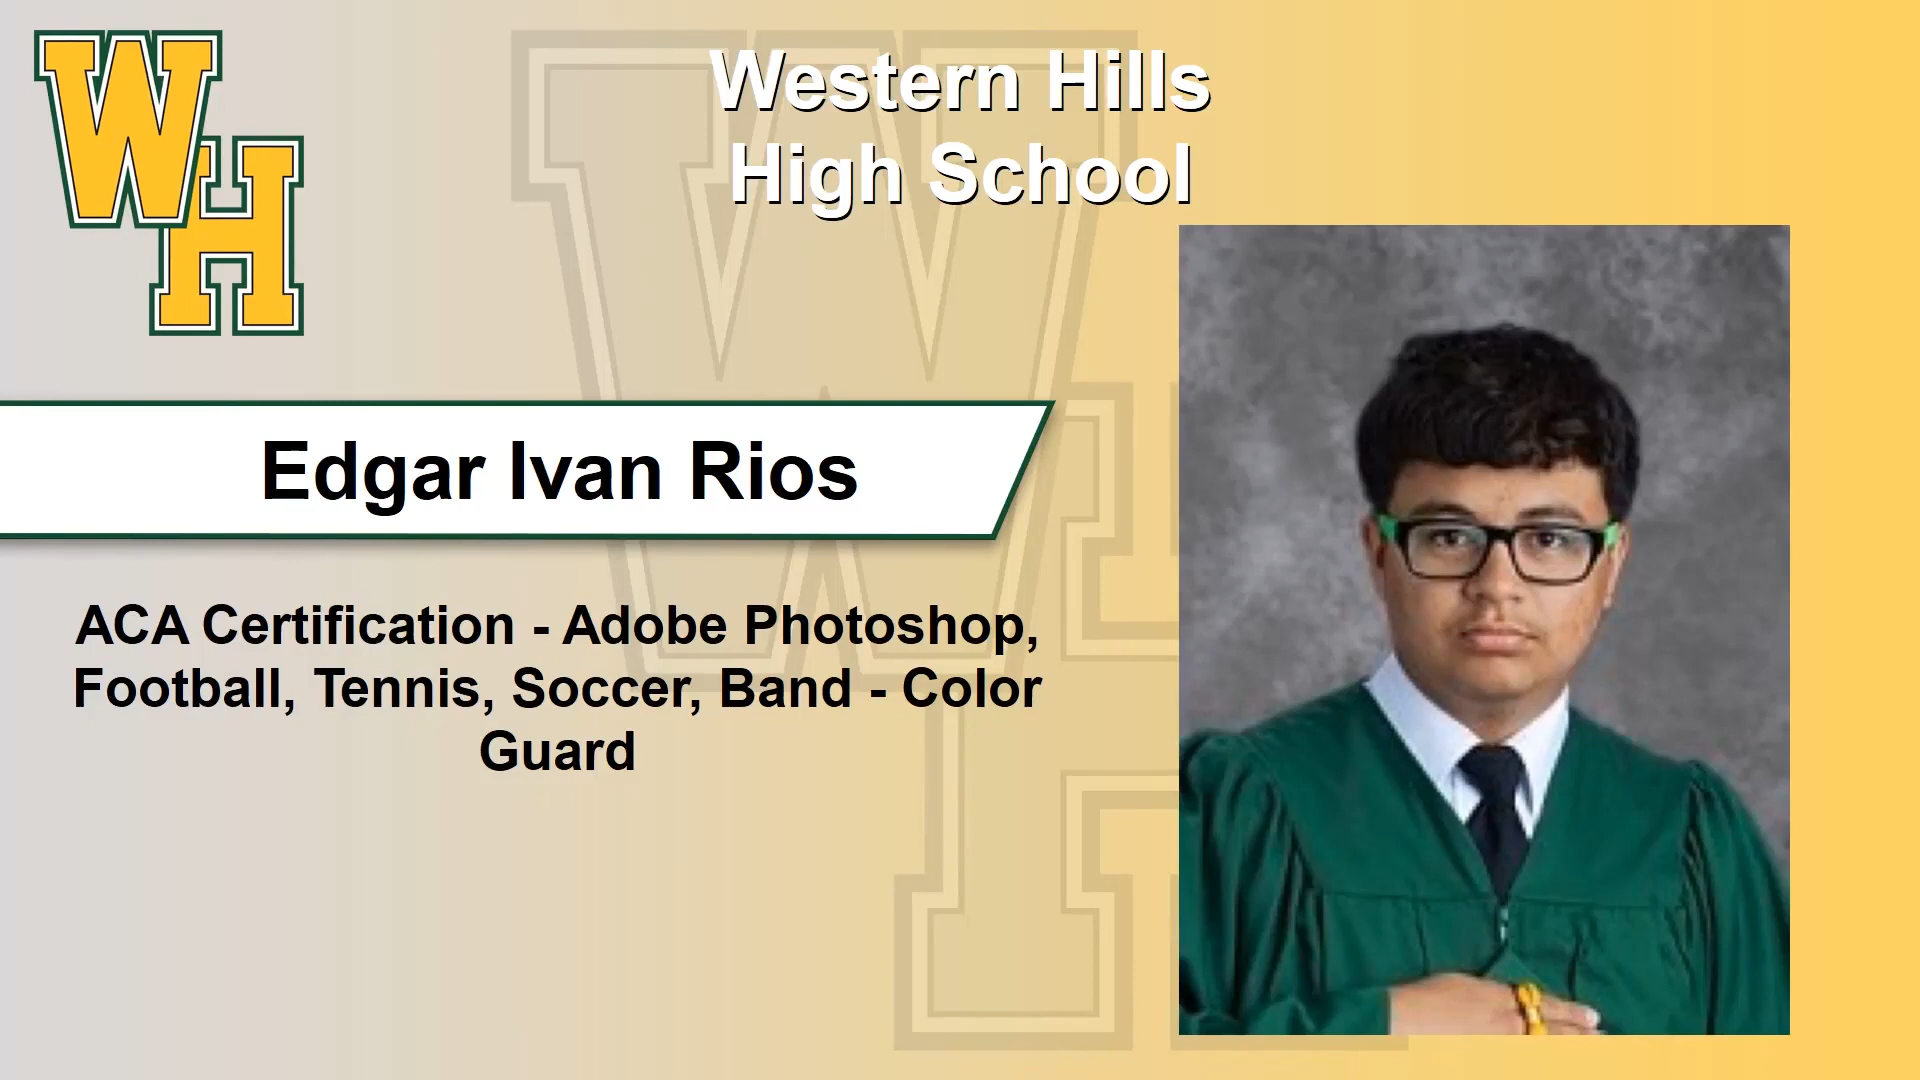 WH
Western Hills
High School
Edgar Ivan Rios
ACA Certification - Adobe Photoshop,
Football, Tennis, Soccer, Band - Color
Guard